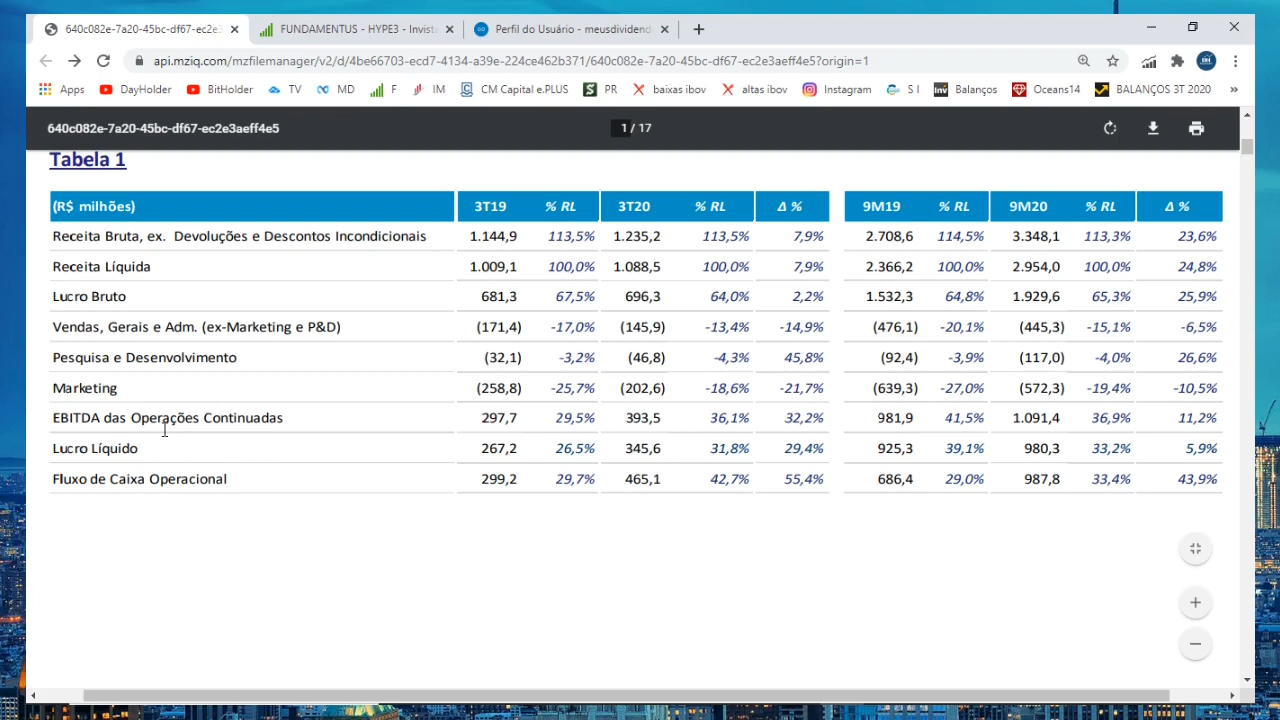 640c082e-7a20-45bc-df67-ec2e3
FUNDAMENTUS - HYPE3 - Invist
Perfil do Usuário - meusdividend
api.mziq.com/mzfilemanager/v2/d/4be66703-ecd7-4134-a39e-224ce462b371/640c082e-7a20-45bc-df67-ec2e3aeff4e5?origin=1
Apps DayHolder BitHolder TV MD F IM CM Capital e.PLUS PR baixas ibov altas ibov Instagram S I Balanços Oceans14 BALANÇOS 3T 2020 »
640c082e-7a20-45bc-df67-ec2e3aeff4e5 1 / 17
Tabela 1
(R$ milhões) 3T19 % RL 3T20 % RL Δ % 9M19 % RL 9M20 % RL Δ %
Receita Bruta, ex. Devoluções e Descontos Incondicionais 1.144,9 113,5% 1.235,2 113,5% 7,9% 2.708,6 114,5% 3.348,1 113,3% 23,6%
Receita Líquida 1.009,1 100,0% 1.088,5 100,0% 7,9% 2.366,2 100,0% 2.954,0 100,0% 24,8%
Lucro Bruto 681,3 67,5% 696,3 64,0% 2,2% 1.532,3 64,8% 1.929,6 65,3% 25,9%
Vendas, Gerais e Adm. (ex-Marketing e P&D) (171,4) -17,0% (145,9) -13,4% -14,9% (476,1) -20,1% (445,3) -15,1% -6,5%
Pesquisa e Desenvolvimento (32,1) -3,2% (46,8) -4,3% 45,8% (92,4) -3,9% (117,0) -4,0% 26,6%
Marketing (258,8) -25,7% (202,6) -18,6% -21,7% (639,3) -27,0% (572,3) -19,4% -10,5%
EBITDA das Operações Continuadas 297,7 29,5% 393,5 36,1% 32,2% 981,9 41,5% 1.091,4 36,9% 11,2%
Lucro Líquido 267,2 26,5% 345,6 31,8% 29,4% 925,3 39,1% 980,3 33,2% 5,9%
Fluxo de Caixa Operacional 299,2 29,7% 465,1 42,7% 55,4% 686,4 29,0% 987,8 33,4% 43,9%